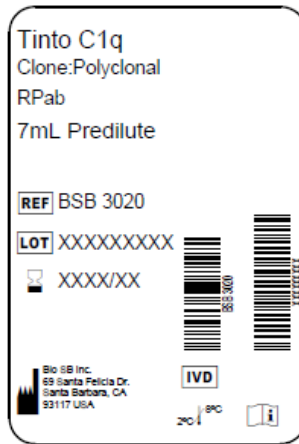 Tinto C1q
Clone:Polyclonal
RPab
7mL Predilute
REF BSB 3020
LOT XXXXXXXXX
XXXX/XX
BSB 3020
XXXXXXXXX
Bio SB Inc.
69 Santa Felicia Dr.
Santa Barbara, CA
93117 USA
IVD
2ºC 8ºC
i